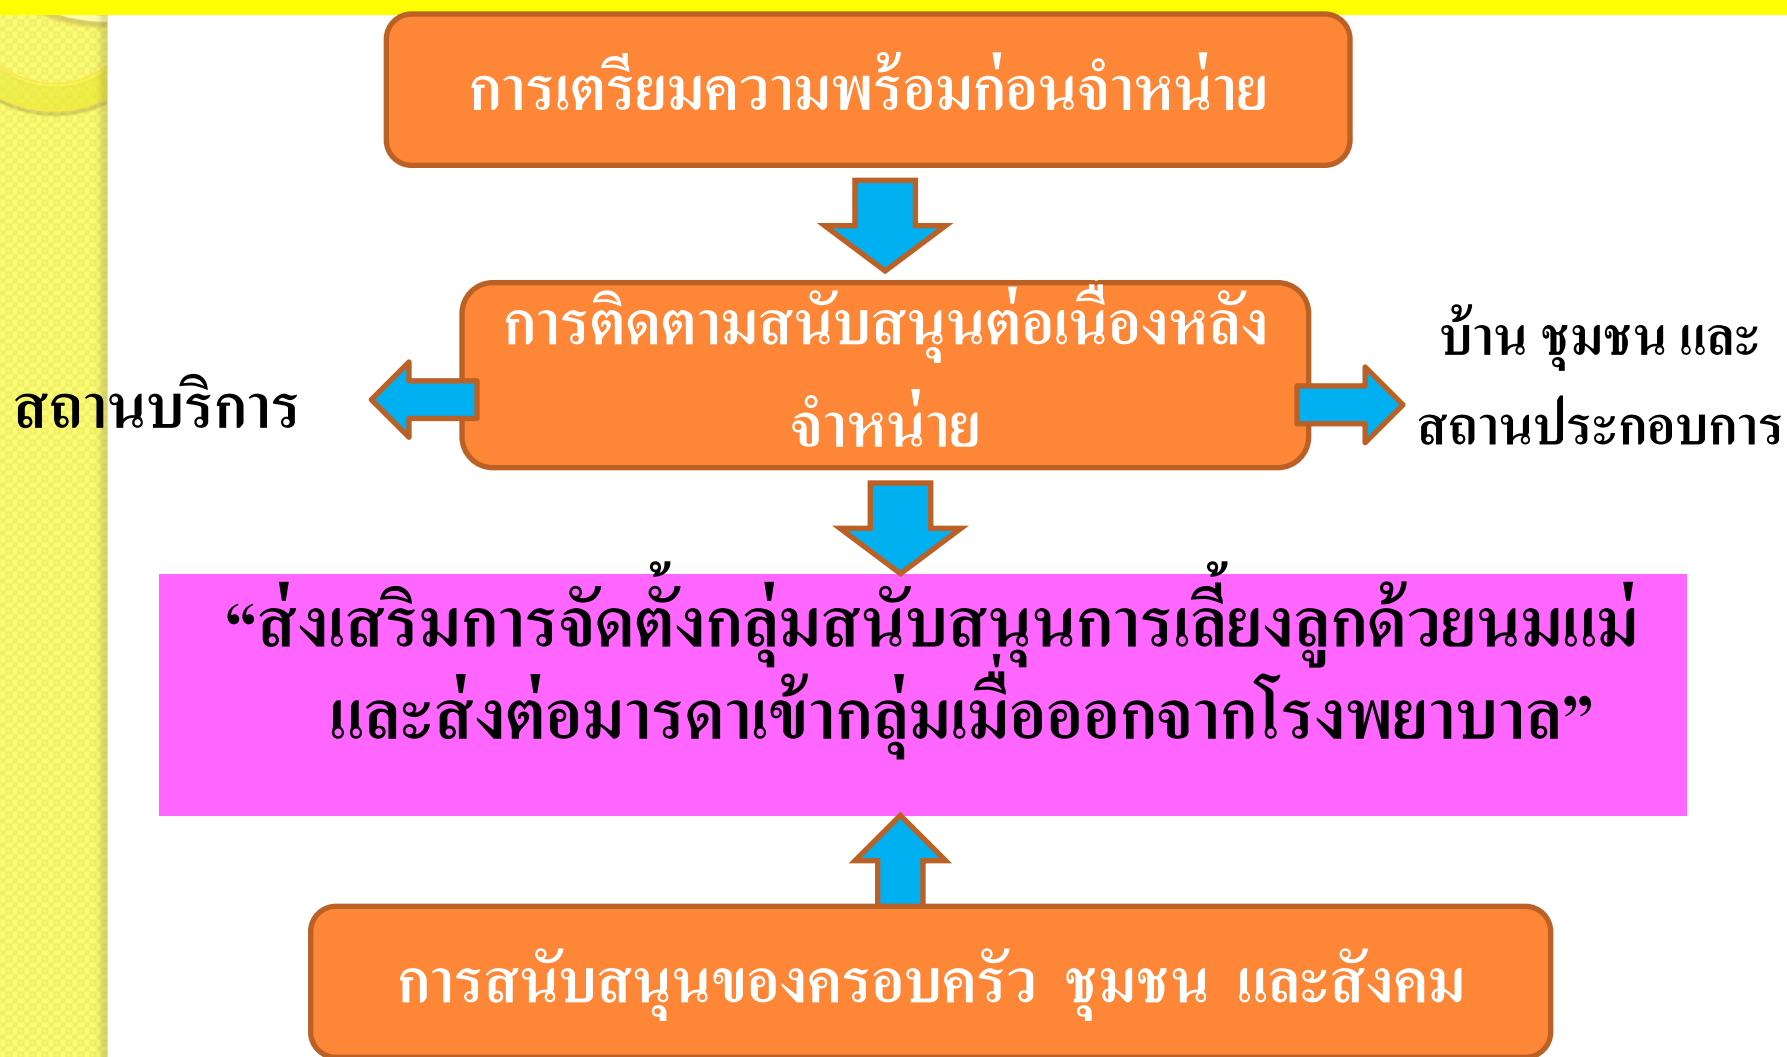 การเตรียมความพร้อมก่อนจำหน่าย
การติดตามสนับสนุนต่อเนื่องหลัง
จำหน่าย
สถานบริการ
บ้าน ชุมชน และ
สถานประกอบการ
“ส่งเสริมการจัดตั้งกลุ่มสนับสนุนการเลี้ยงลูกด้วยนมแม่
และส่งต่อมารดาเข้ากลุ่มเมื่อออกจากโรงพยาบาล”
การสนับสนุนของครอบครัว ชุมชน และสังคม